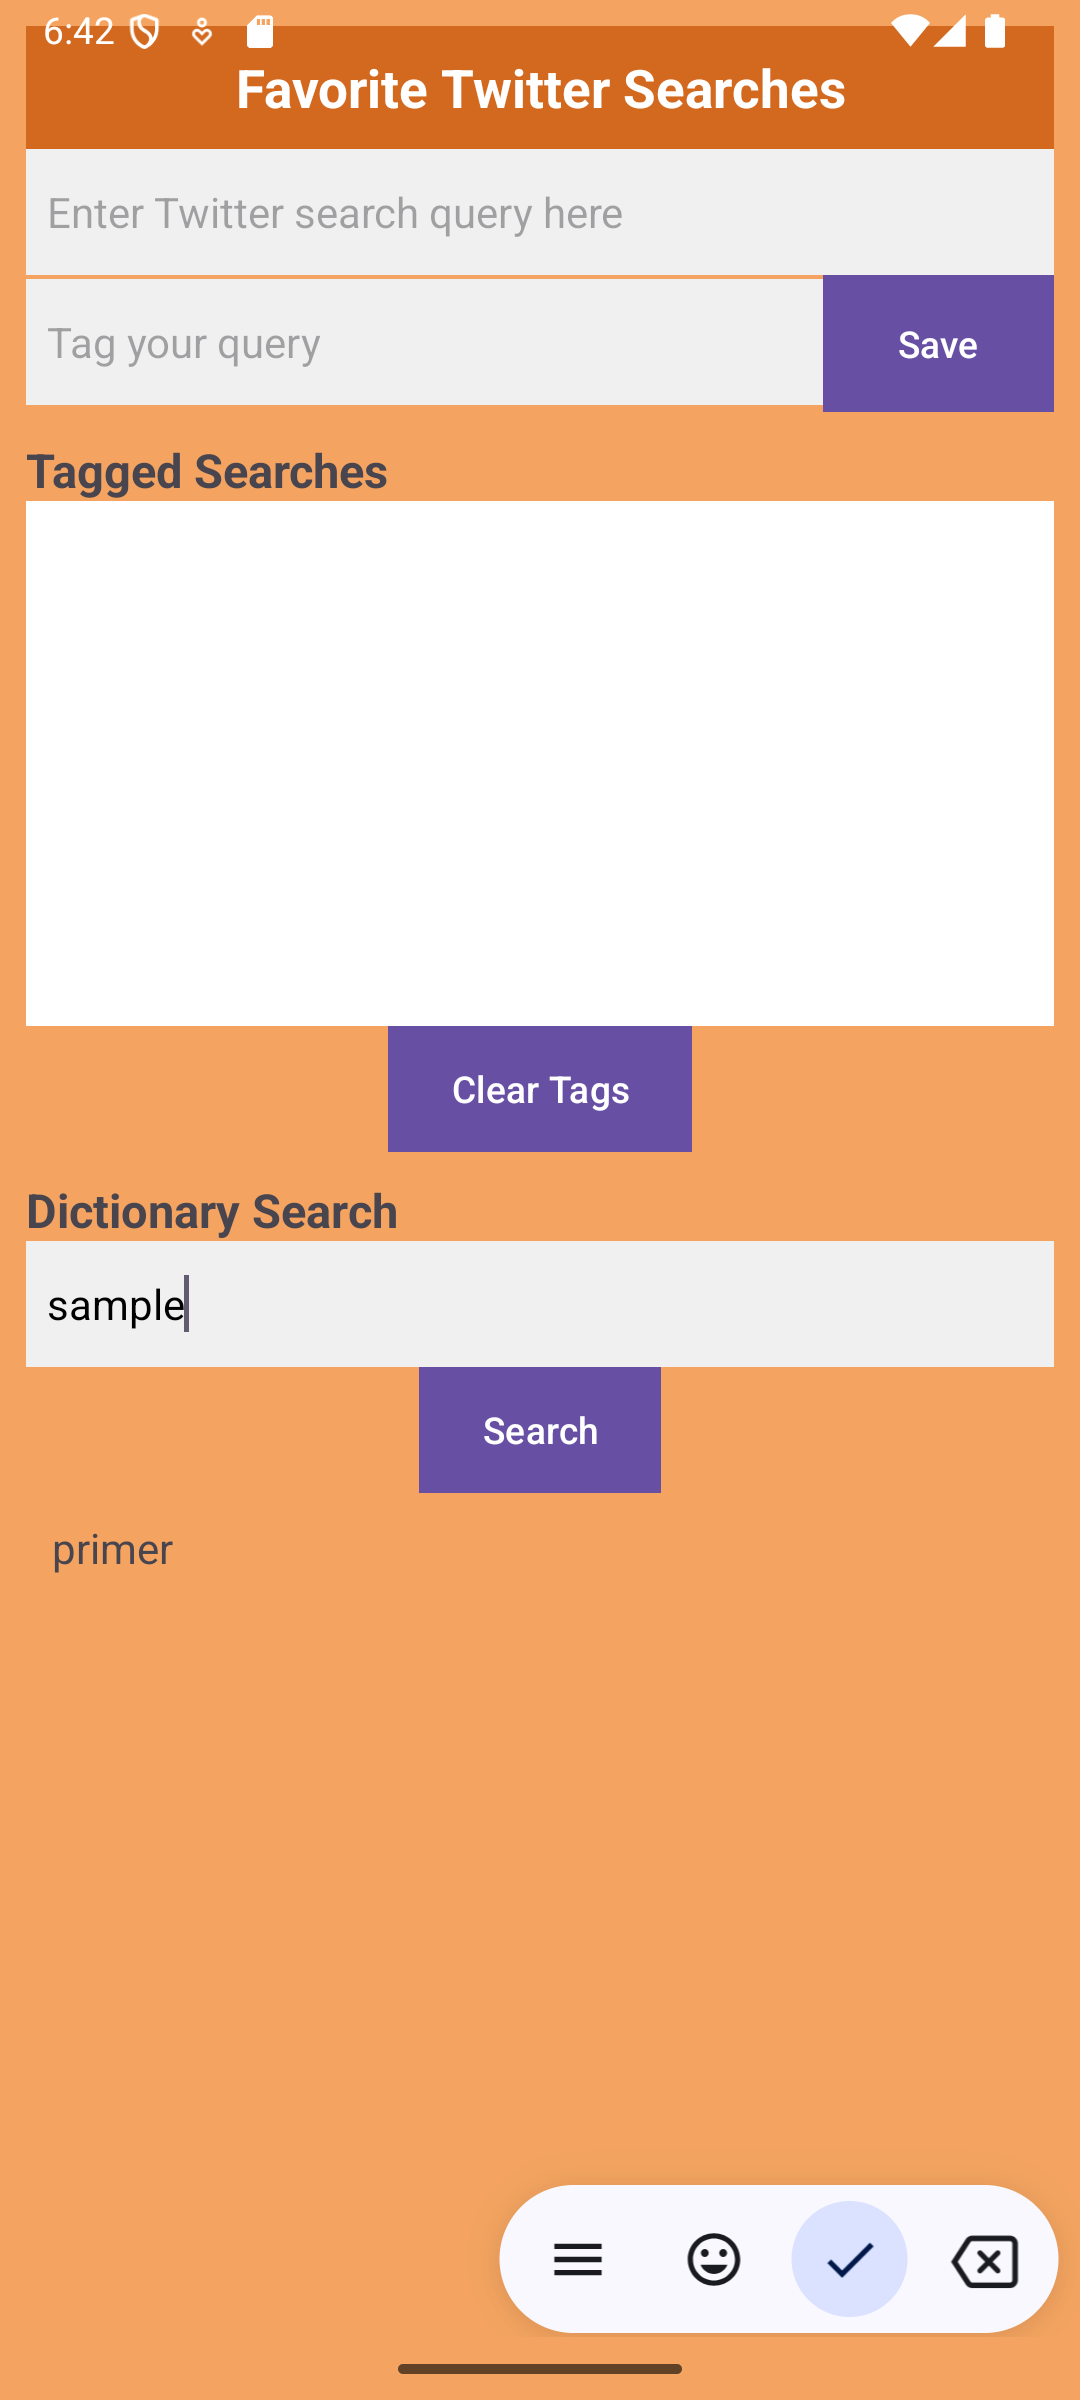 6:42
Favorite Twitter Searches
Enter Twitter search query here
Tag your query
Save
Tagged Searches
Clear Tags
Dictionary Search
sample
Search
primer